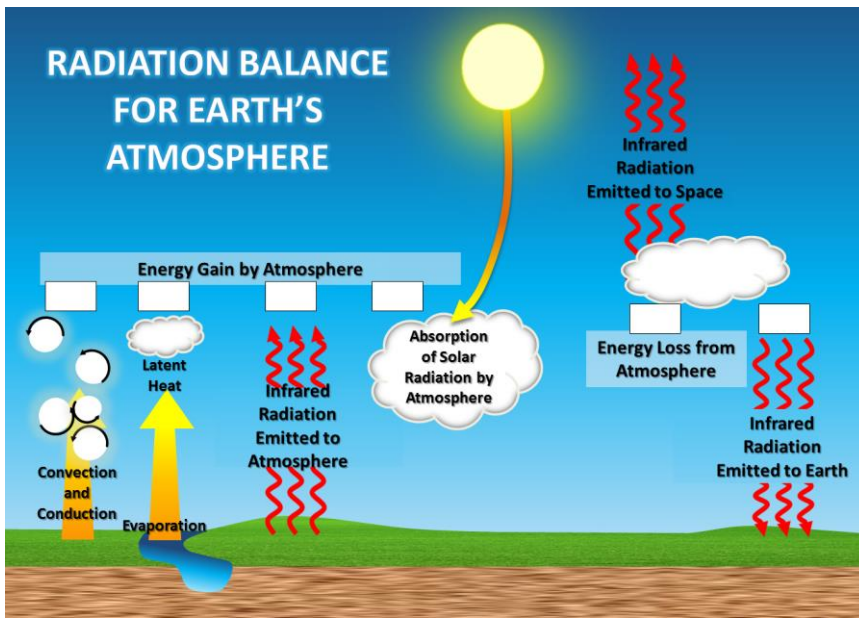 RADIATION BALANCE
FOR EARTH'S
ATMOSPHERE
Infrared
Radiation
Emitted to Space
Energy Gain by Atmosphere
Latent
Heat
Convection
and
Conduction
Evaporation
Infrared
Radiation
Emitted to
Atmosphere
Absorption
of Solar
Radiation by
Atmosphere
Energy Loss from
Atmosphere
Infrared
Radiation
Emitted to Earth